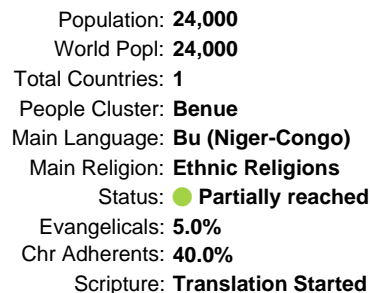 Population: 24,000
World Popl: 24,000
Total Countries: 1
People Cluster: Benue
Main Language: Bu (Niger-Congo)
Main Religion: Ethnic Religions
Status: Partially reached
Evangelicals: 5.0%
Chr Adherents: 40.0%
Scripture: Translation Started